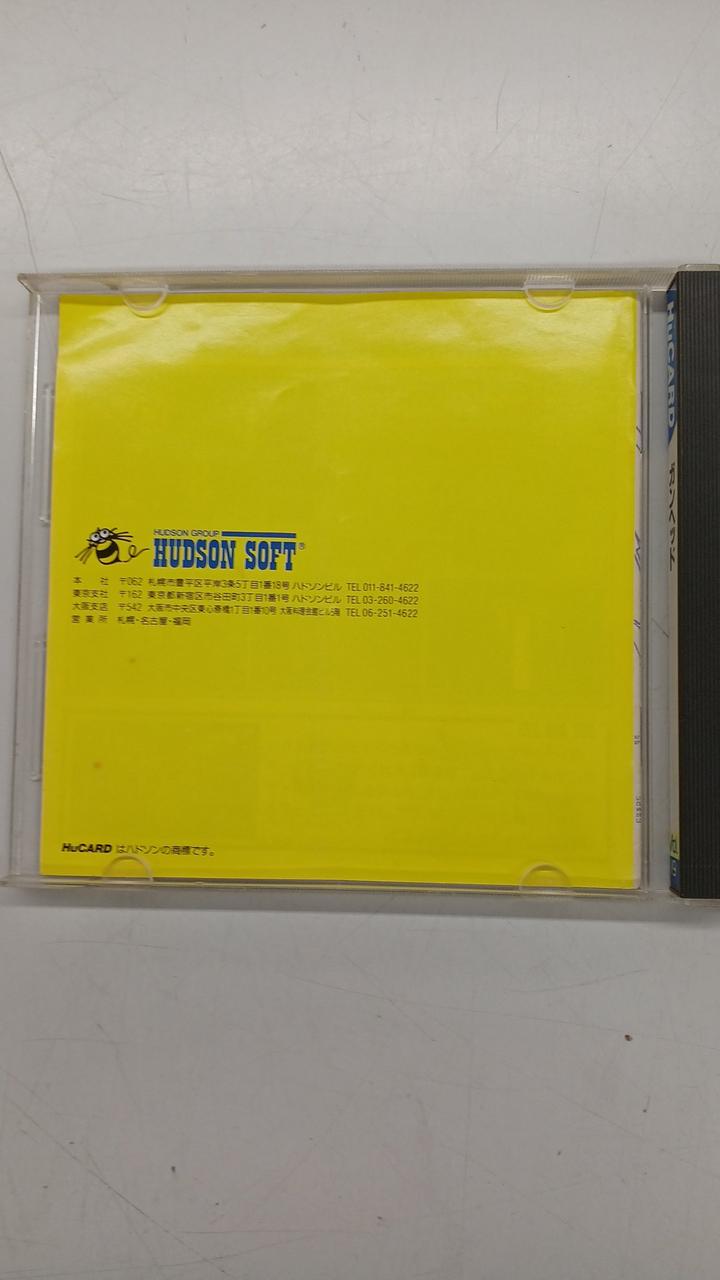 HUDSON GROUP
HUDSON SOFT®
本 社 〒062 札幌市豊平区平岸3条5丁目1番18号 ハドソンビル TEL 011-841-4622
東京支社 〒162 東京都新宿区市谷田町3丁目1番1号 ハドソンビル TEL 03-260-4622
大阪支店 〒542 大阪市中央区東心斎橋1丁目1番10号 大阪料理会館ビル5階 TEL 06-251-4622
営業所 札幌・名古屋・福岡
HuCARD はハドソンの商標です。
HuCARD
Vol.